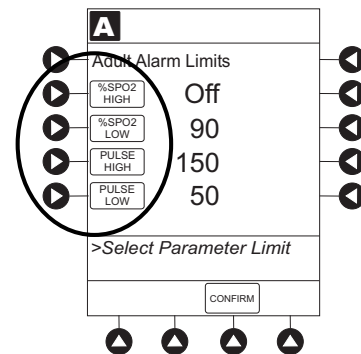 A
Adult Alarm Limits
%SPO2
HIGH
Off
%SPO2
LOW
90
PULSE
HIGH
150
PULSE
LOW
50
>Select Parameter Limit
CONFIRM